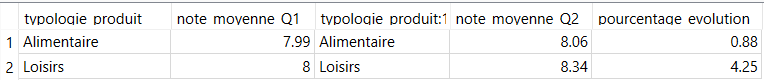 typologie produit note moyenne Q1 typologie produit:1 note moyenne Q2 pourcentage evolution
1 Alimentaire 7.99 Alimentaire 8.06 0.88
2 Loisirs 8 Loisirs 8.34 4.25